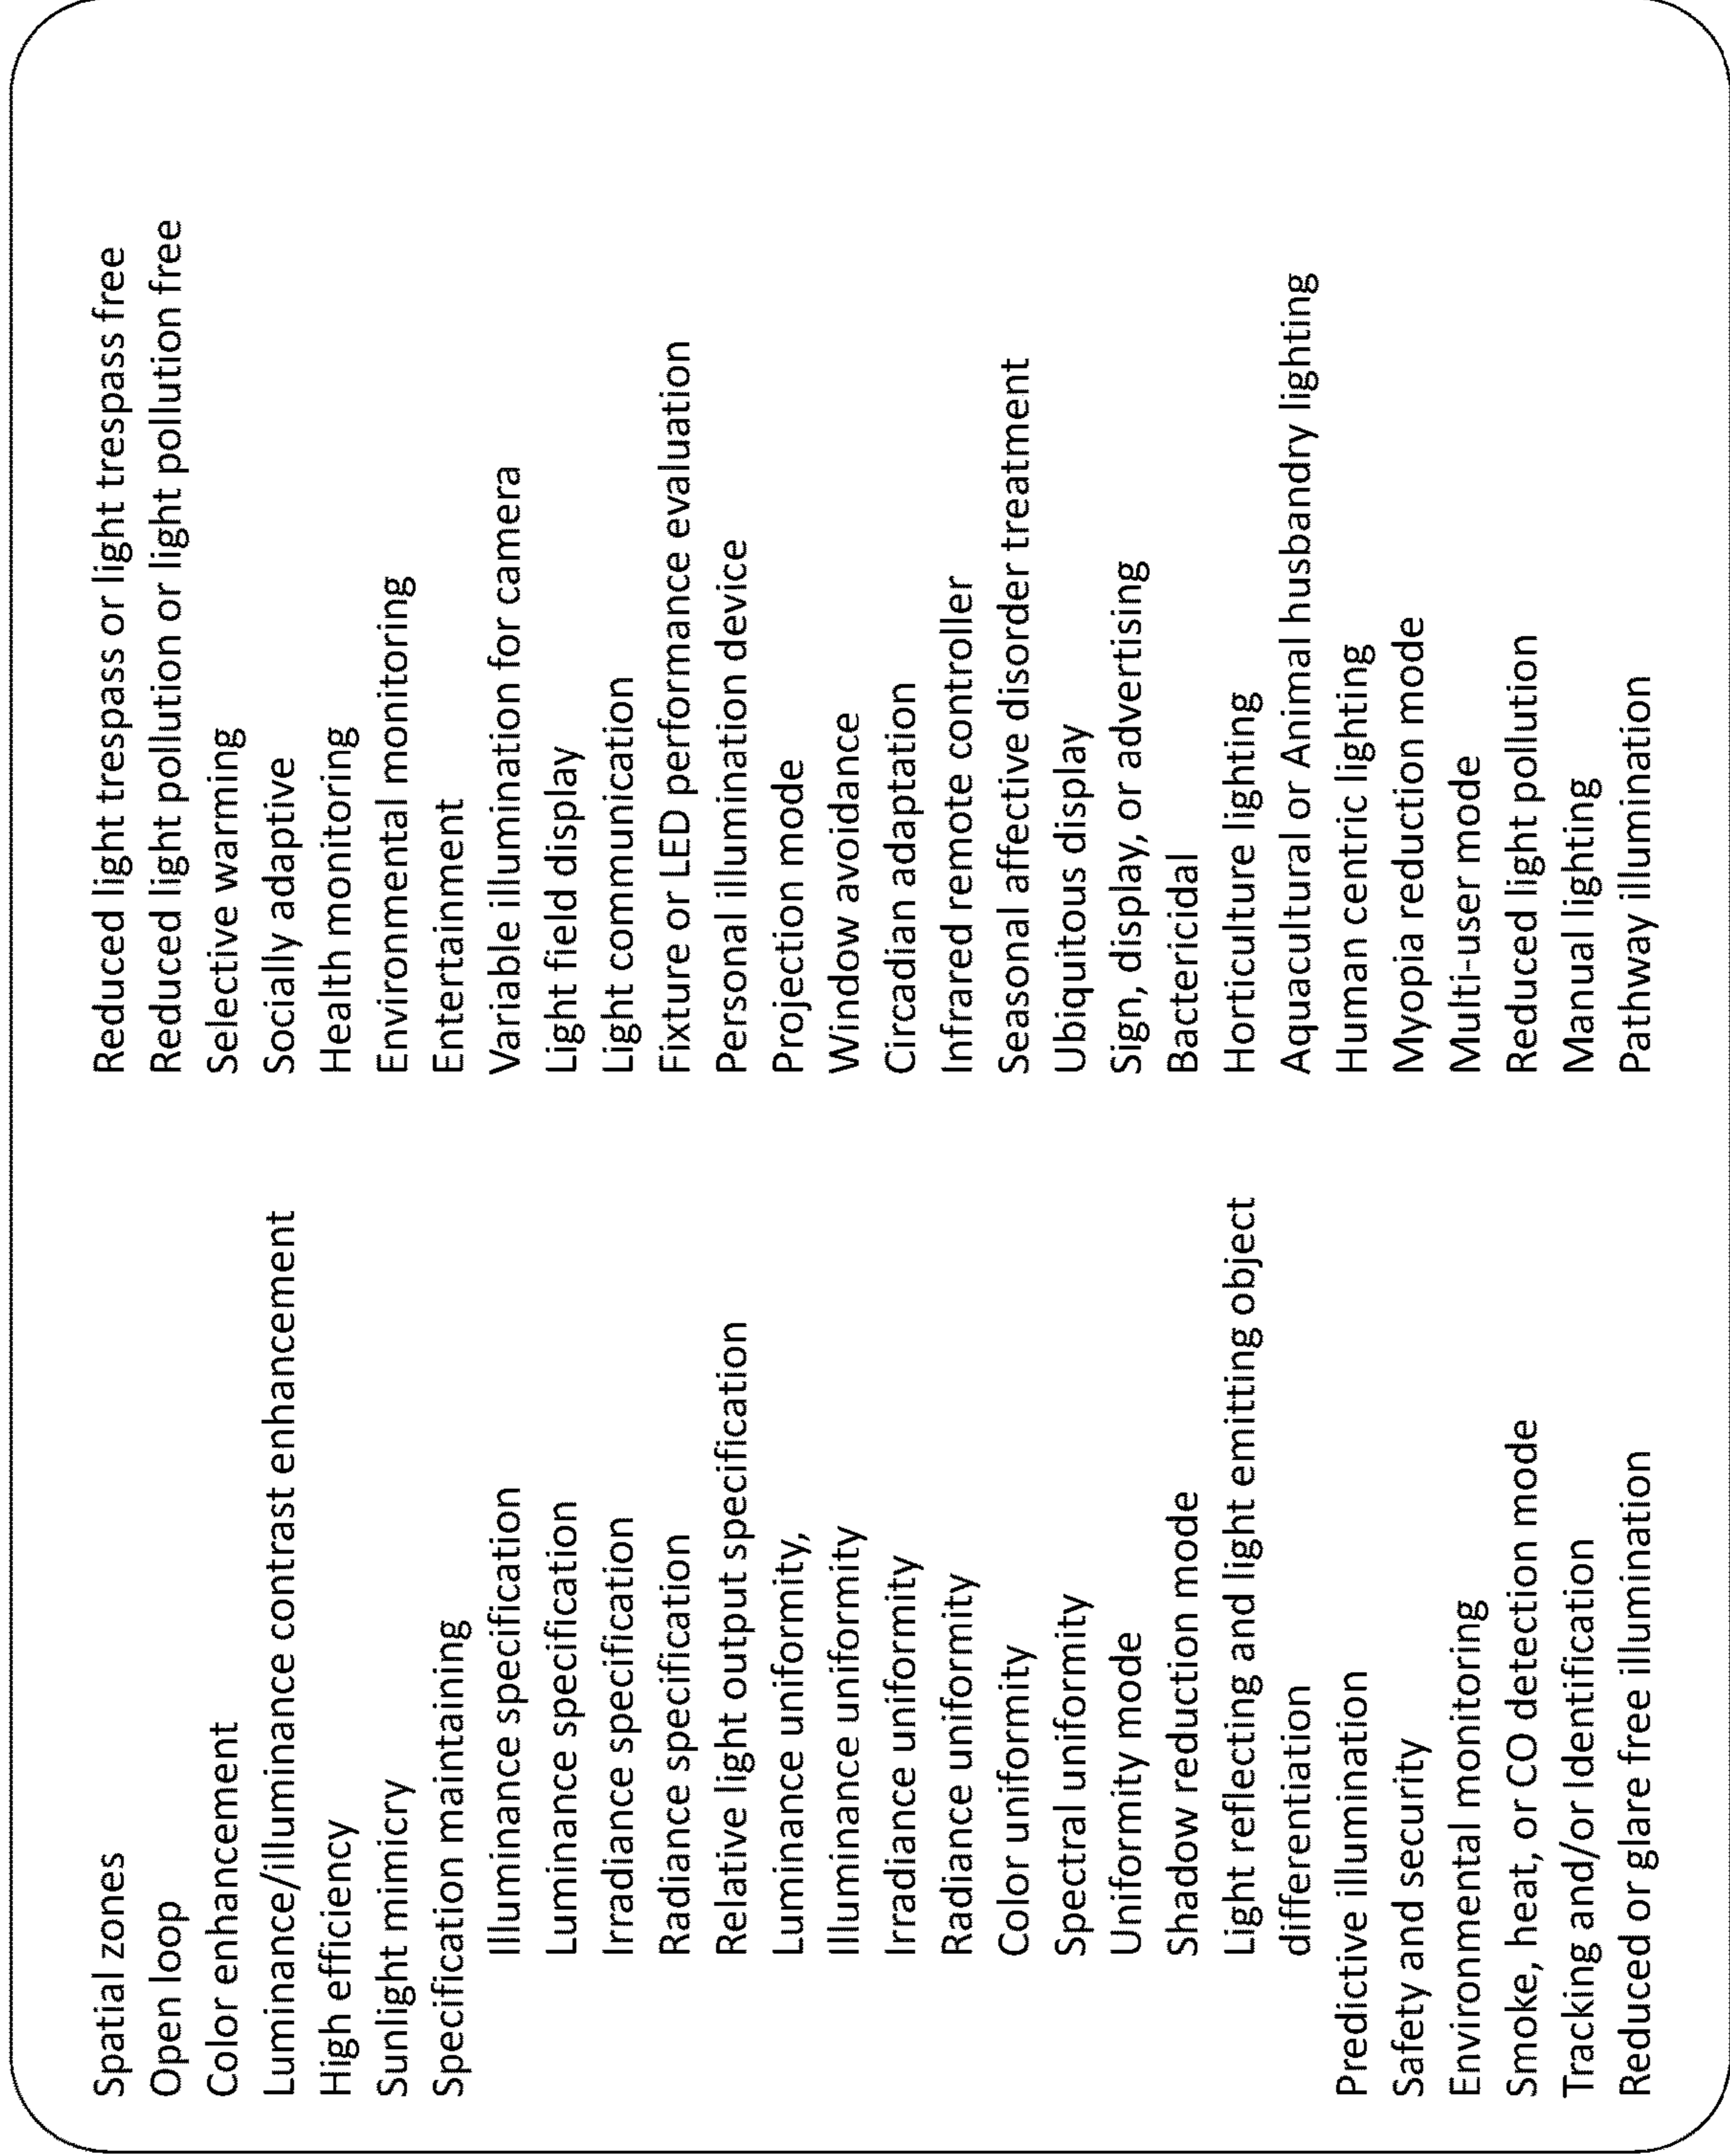 Spatial zones
Open loop
Color enhancement
Luminance/illuminance contrast enhancement
High efficiency
Sunlight mimicry
Specification maintaining
Illuminance specification
Luminance specification
Irradiance specification
Radiance specification
Relative light output specification
Luminance uniformity,
Illuminance uniformity
Irradiance uniformity
Radiance uniformity
Color uniformity
Spectral uniformity
Uniformity mode
Shadow reduction mode
Light reflecting and light emitting object
differentiation
Predictive illumination
Safety and security
Environmental monitoring
Smoke, heat, or CO detection mode
Tracking and/or Identification
Reduced or glare free illumination
Reduced light trespass or light trespass free
Reduced light pollution or light pollution free
Selective warming
Socially adaptive
Health monitoring
Environmental monitoring
Entertainment
Variable illumination for camera
Light field display
Light communication
Fixture or LED performance evaluation
Personal illumination device
Projection mode
Window avoidance
Circadian adaptation
Infrared remote controller
Seasonal affective disorder treatment
Ubiquitous display
Sign, display, or advertising
Bactericidal
Horticulture lighting
Aquacultural or Animal husbandry lighting
Human centric lighting
Myopia reduction mode
Multi-user mode
Reduced light pollution
Manual lighting
Pathway illumination